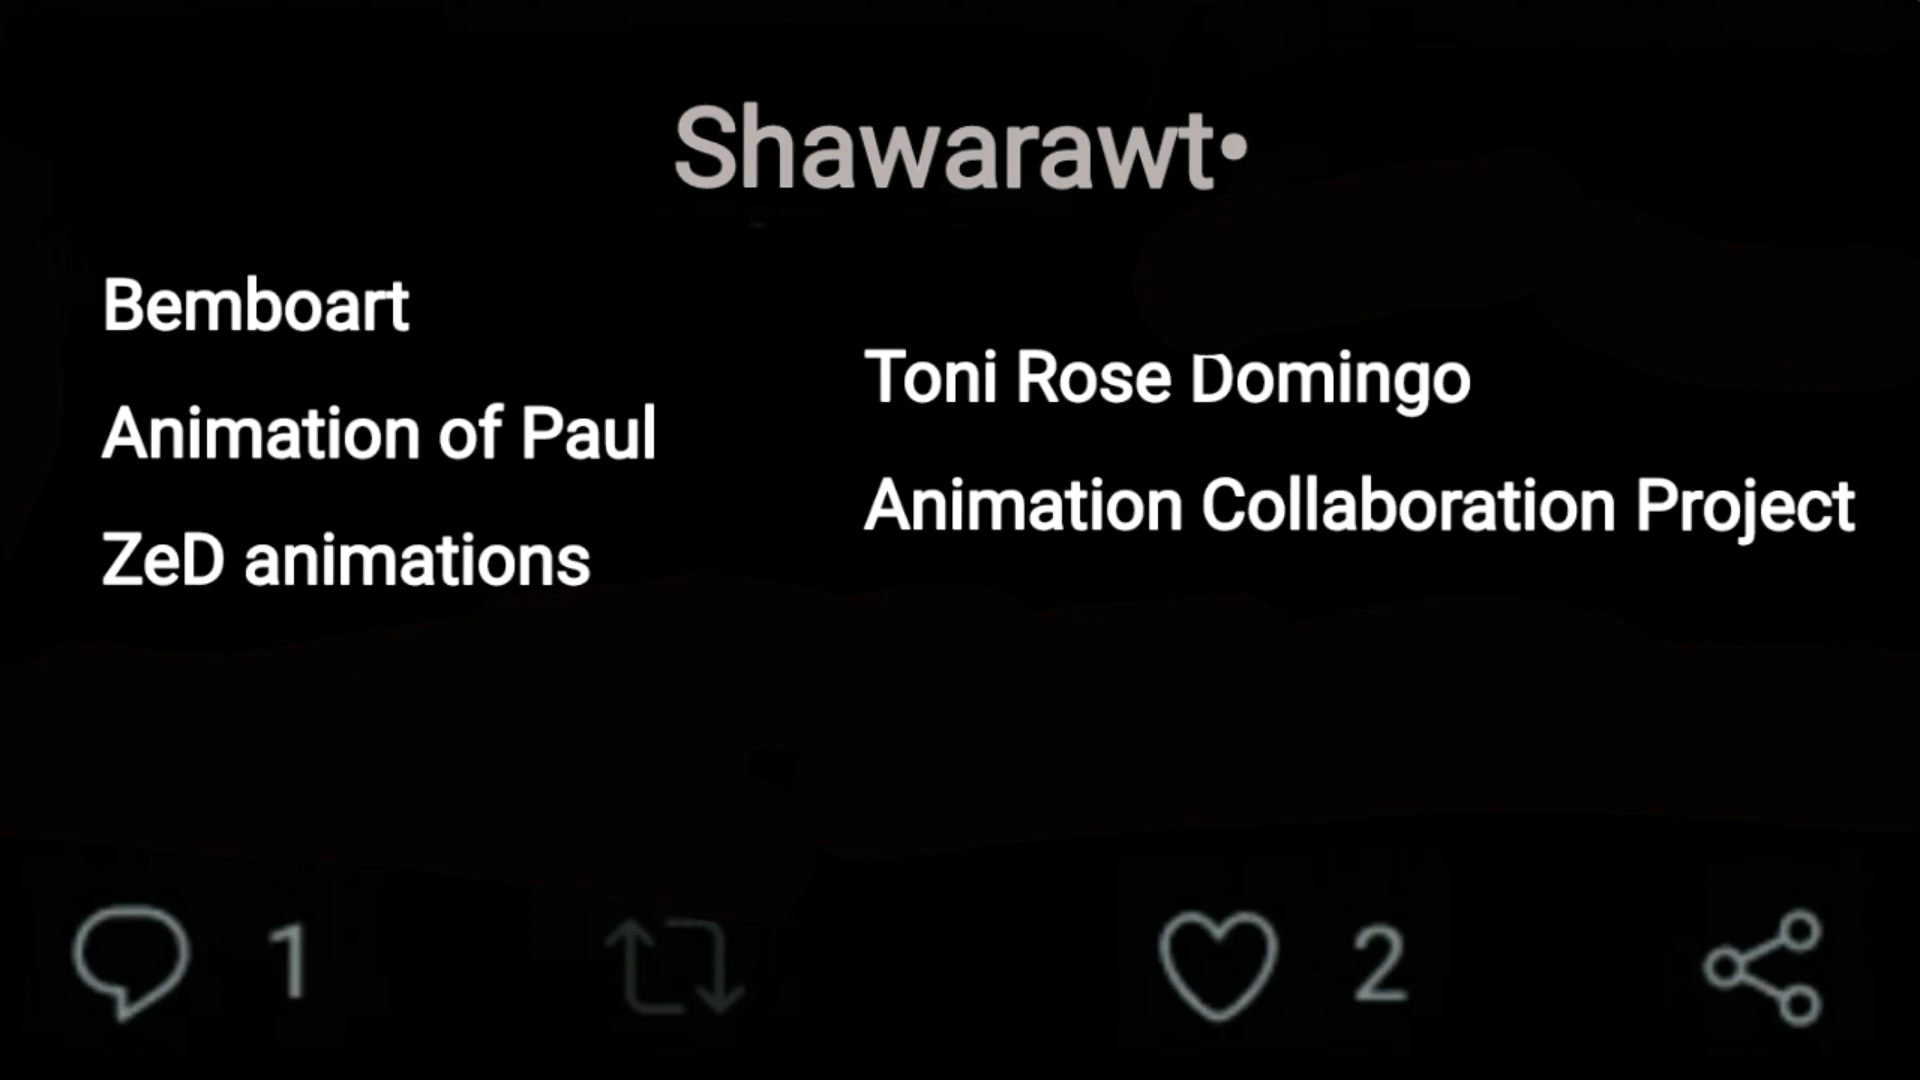 Shawarawt•
Bemboart
Animation of Paul
ZeD animations
Toni Rose Domingo
Animation Collaboration Project
1
2